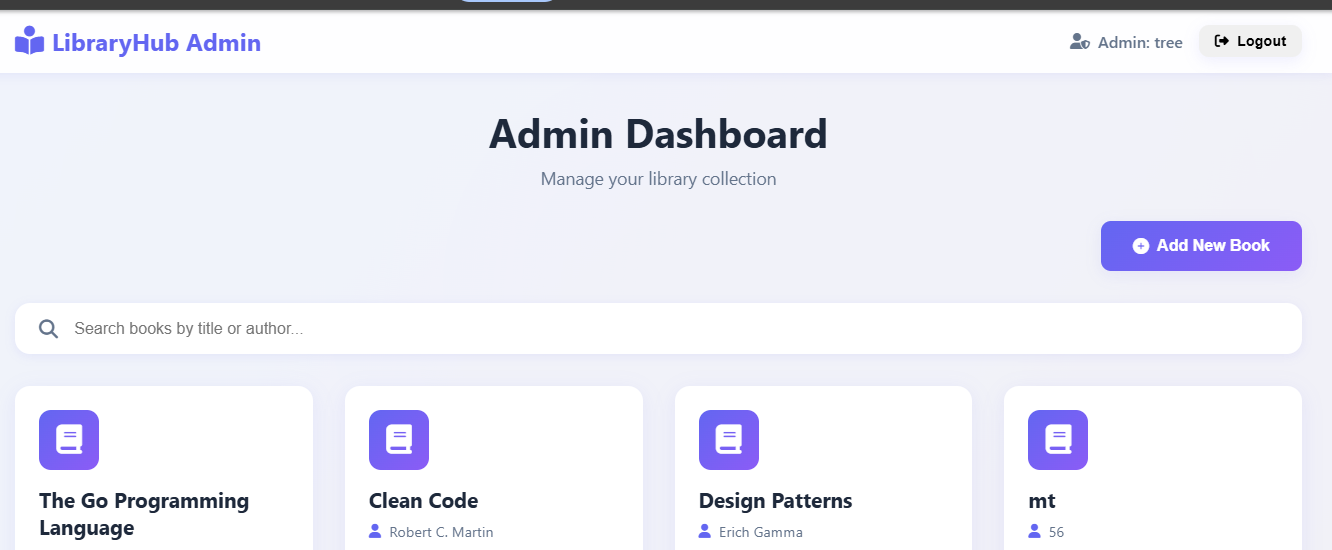 LibraryHub Admin
Admin: tree
Logout
Admin Dashboard
Manage your library collection
Add New Book
Search books by title or author...
The Go Programming
Language
Clean Code
Robert C. Martin
Design Patterns
Erich Gamma
mt
56